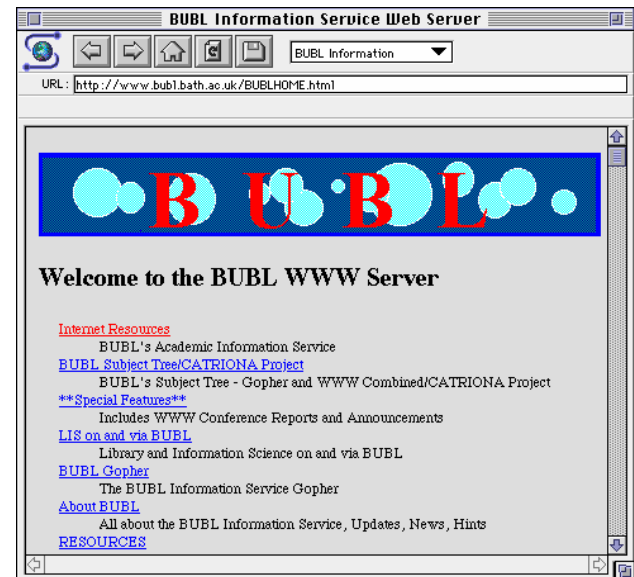 BUBL Information Service Web Server
BUBL Information
URL: http://www.bubl.bath.ac.uk/BUBLHOME.html
B U B L
Welcome to the BUBL WWW Server
Internet Resources
BUBL's Academic Information Service
BUBL Subject Tree/CATRIONA Project
BUBL's Subject Tree - Gopher and WWW Combined/CATRIONA Project
**Special Features**
Includes WWW Conference Reports and Announcements
LIS on and via BUBL
Library and Information Science on and via BUBL
BUBL Gopher
The BUBL Information Service Gopher
About BUBL
All about the BUBL Information Service, Updates, News, Hints
RESOURCES